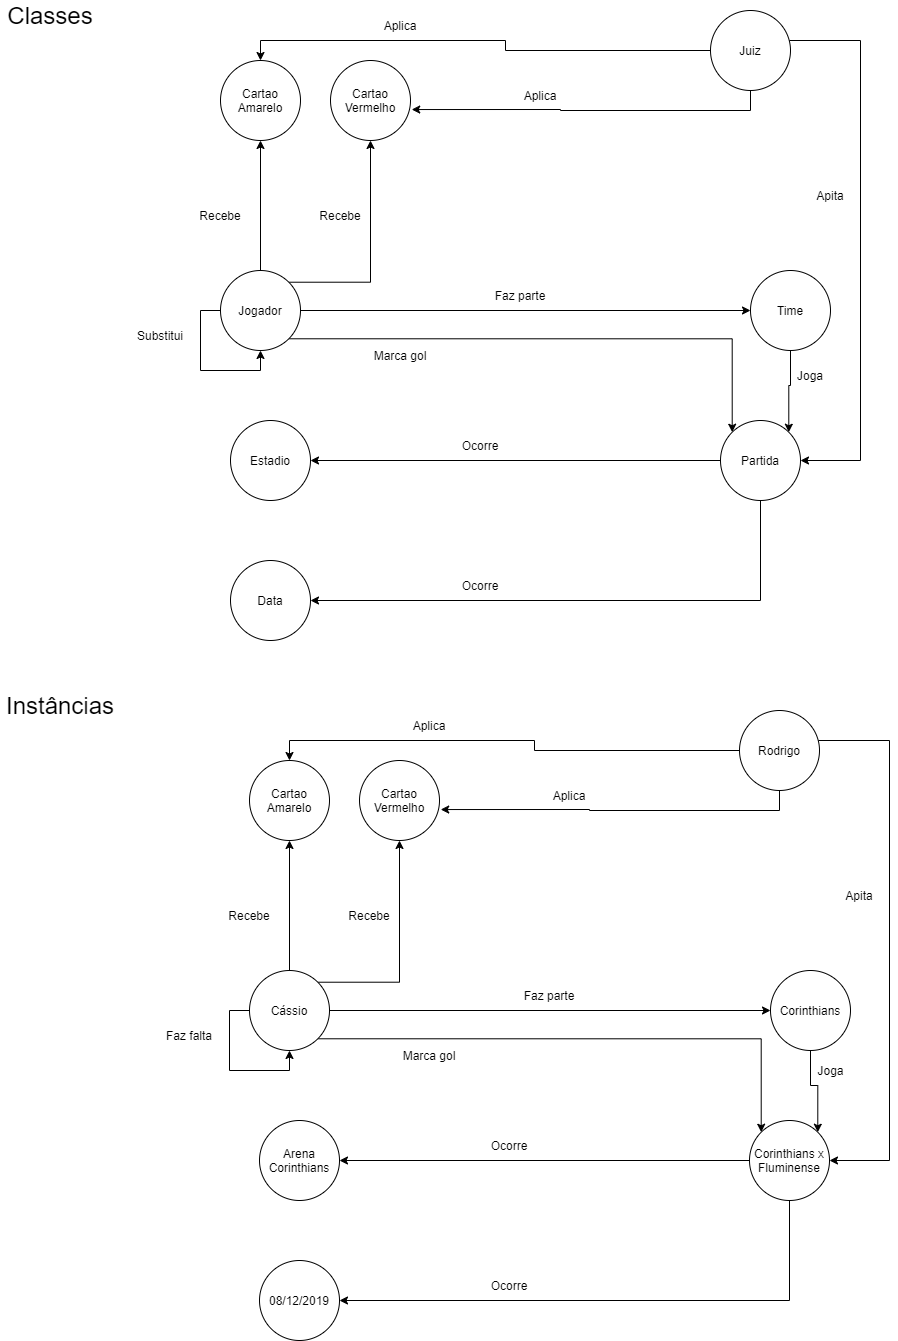 Classes
Aplica
Juiz
Cartao
Amarelo
Cartao
Vermelho
Aplica
Apita
Recebe
Recebe
Faz parte
Jogador
Time
Substitui
Marca gol
Joga
Ocorre
Estadio
Partida
Ocorre
Data
Instâncias
Aplica
Rodrigo
Cartao
Amarelo
Cartao
Vermelho
Aplica
Apita
Recebe
Recebe
Faz parte
Cássio
Corinthians
Faz falta
Marca gol
Joga
Ocorre
Arena
Corinthians
Corinthians x
Fluminense
Ocorre
08/12/2019